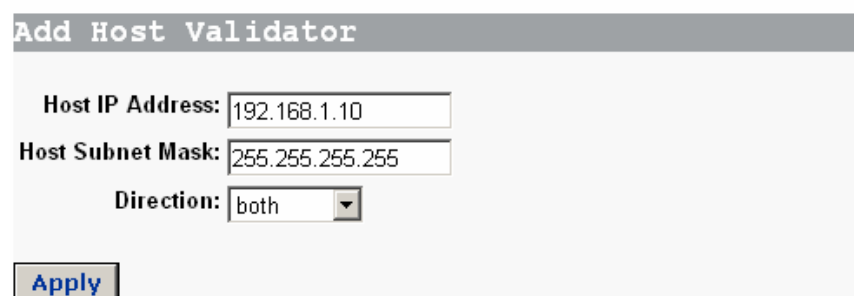 Add Host Validator
Host IP Address: 192.168.1.10
Host Subnet Mask: 255.255.255.255
Direction: both
Apply